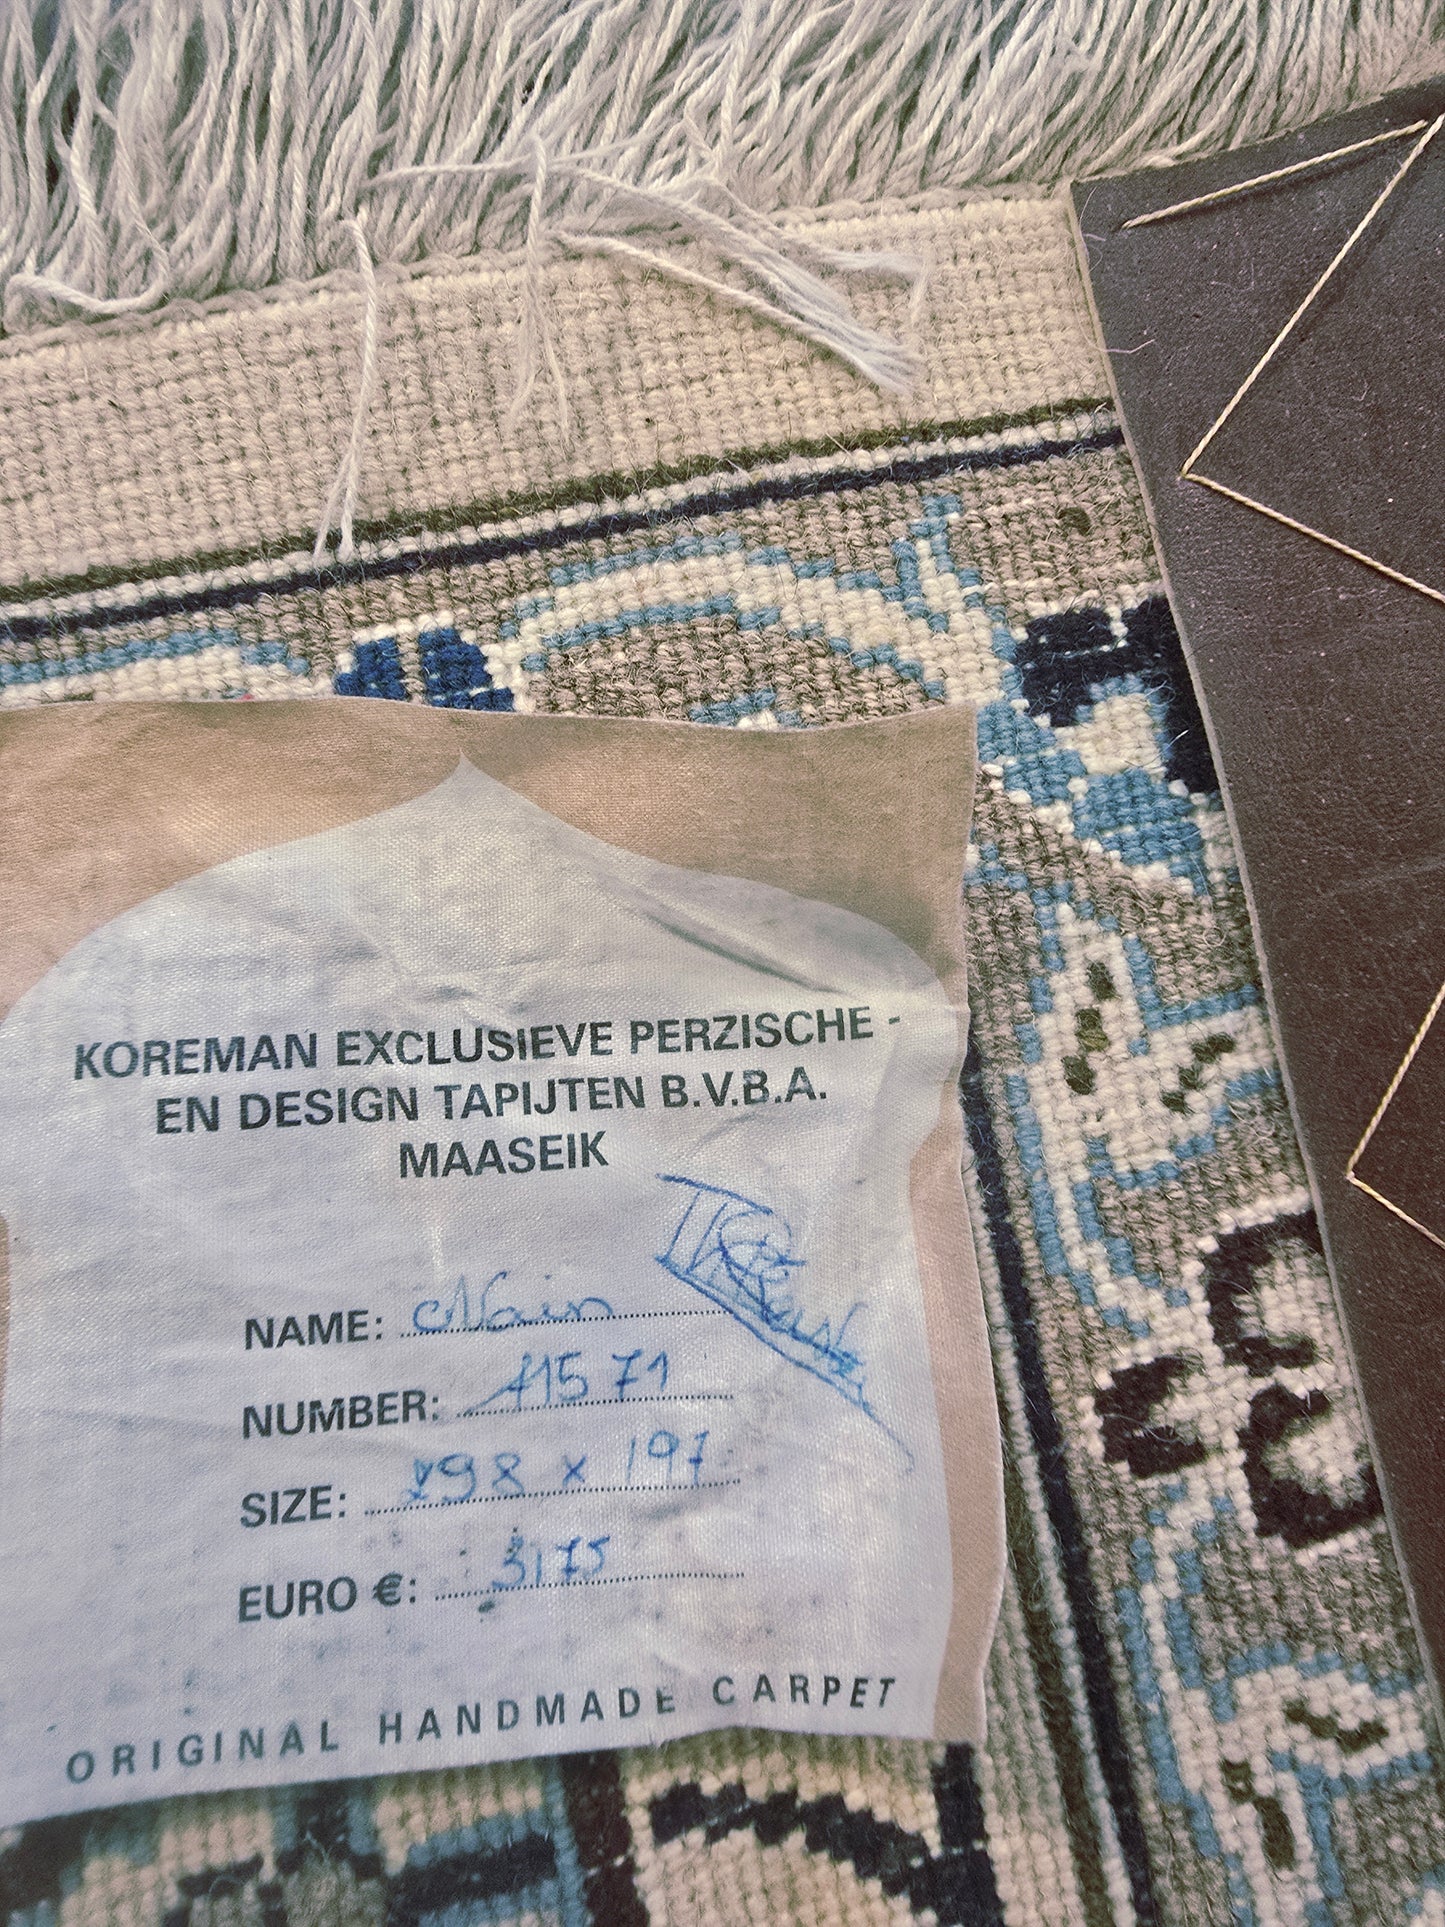 KOREMAN EXCLUSIEVE PERZISCHE -
EN DESIGN TAPIJTEN B.V.B.A.
MAASEIK
NAME: Nain
NUMBER: 11571
SIZE: 298 x 197
EURO €: 3175
ORIGINAL HANDMADE CARPET